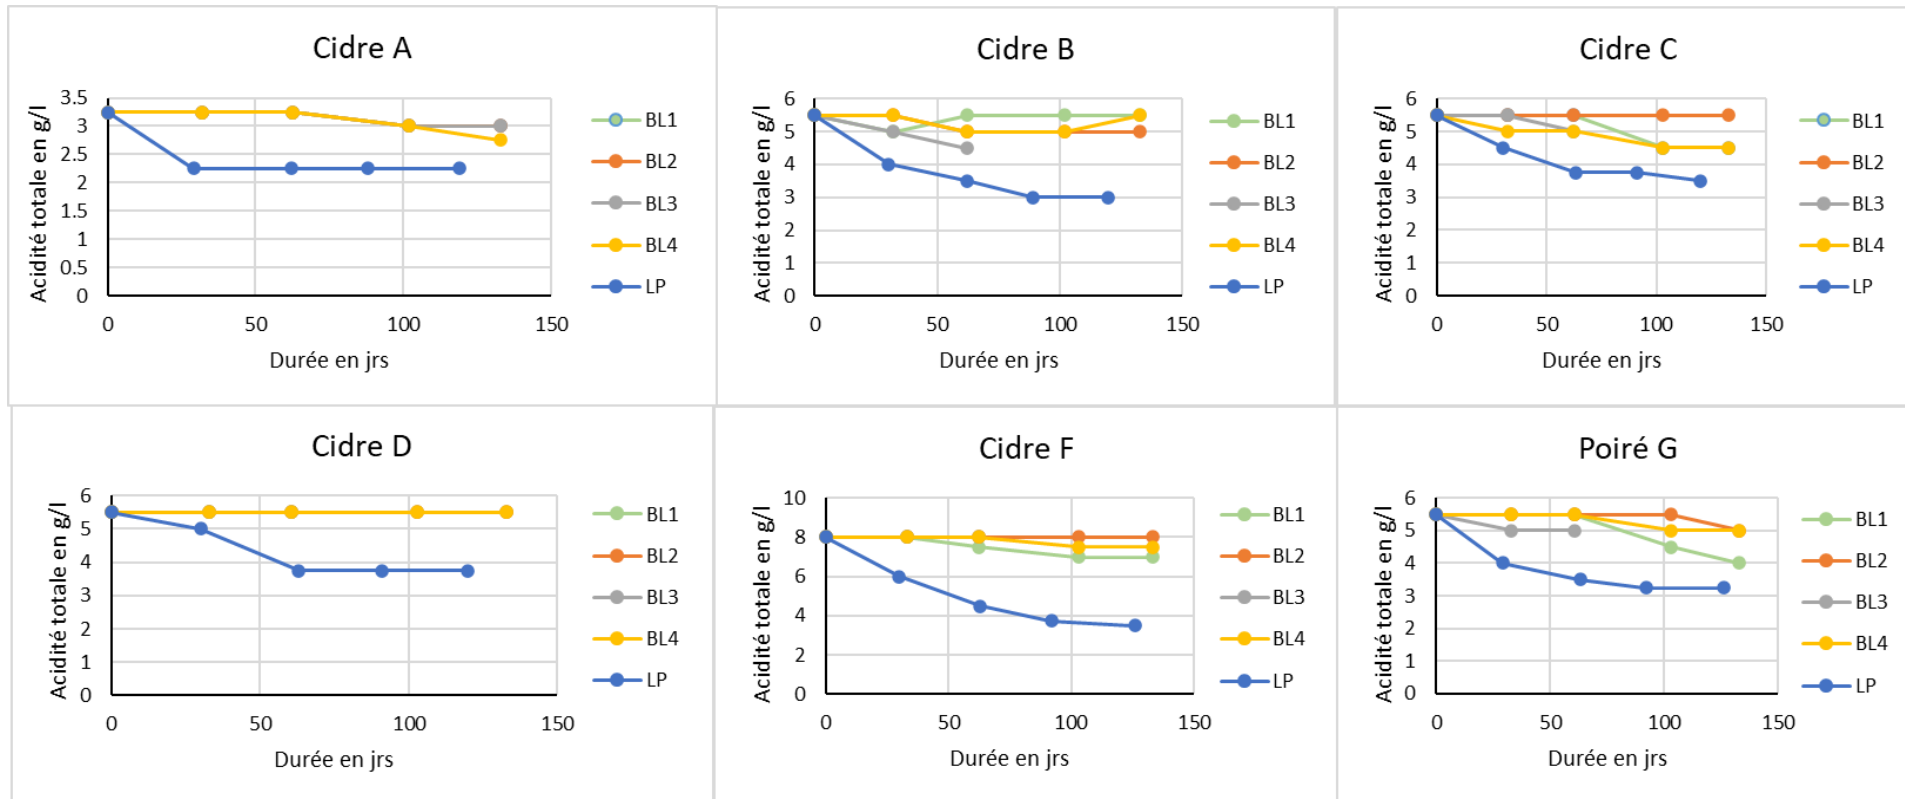 Cidre A
Acidité totale en g/l
3.5
3
2.5
2
1.5
1
0.5
0
0 50 100 150
Durée en jrs
BL1
BL2
BL3
BL4
LP
Cidre B
Acidité totale en g/l
6
5
4
3
2
1
0
0 50 100 150
Durée en jrs
BL1
BL2
BL3
BL4
LP
Cidre C
Acidité totale en g/l
6
5
4
3
2
1
0
0 50 100 150
Durée en jrs
BL1
BL2
BL3
BL4
LP
Cidre D
Acidité totale en g/l
6
5
4
3
2
1
0
0 50 100 150
Durée en jrs
BL1
BL2
BL3
BL4
LP
Cidre F
Acidité totale en g/l
10
8
6
4
2
0
0 50 100 150
Durée en jrs
BL1
BL2
BL3
BL4
LP
Poiré G
Acidité totale en g/l
6
5
4
3
2
1
0
0 50 100 150
Durée en jrs
BL1
BL2
BL3
BL4
LP